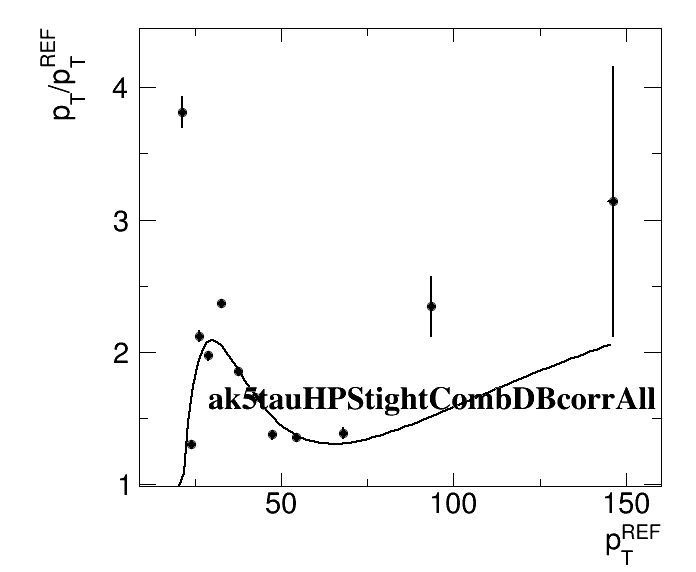 p_T/p_T^REF
4
3
2
1
ak5tauHPStightCombDBcorrAll
50 100 150
p_T^REF